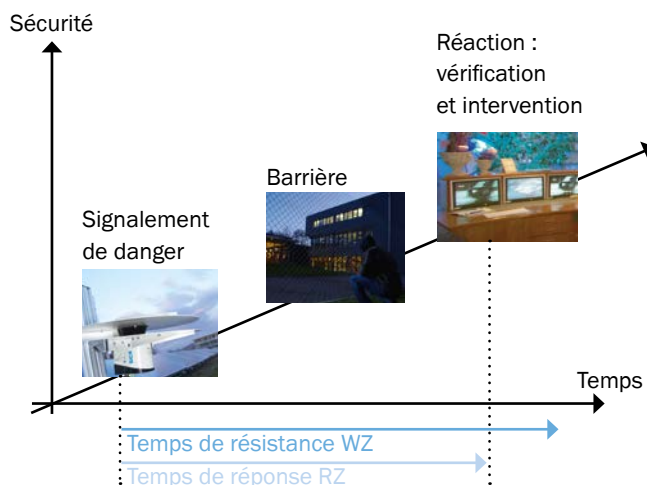 Sécurité
Réaction :
vérification
et intervention
Barrière
Signalement
de danger
Temps
Temps de résistance WZ
Temps de réponse RZ